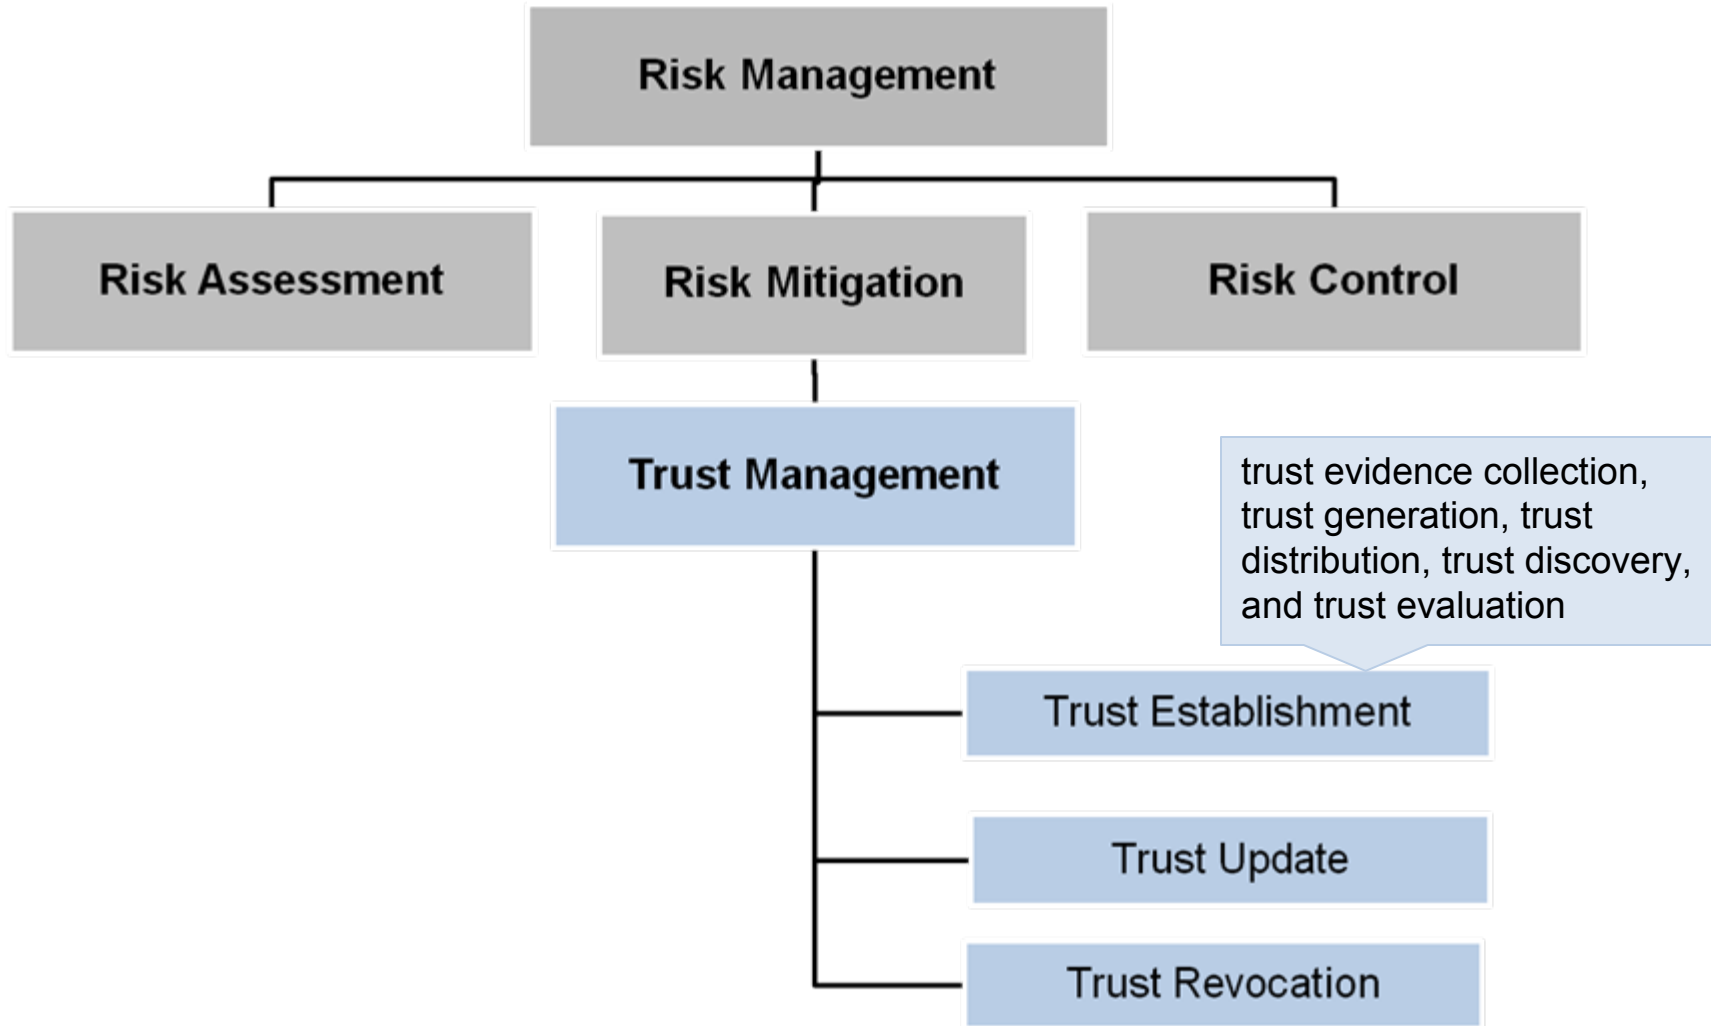 Risk Management
Risk Assessment
Risk Mitigation
Risk Control
Trust Management
trust evidence collection,
trust generation, trust
distribution, trust discovery,
and trust evaluation
Trust Establishment
Trust Update
Trust Revocation